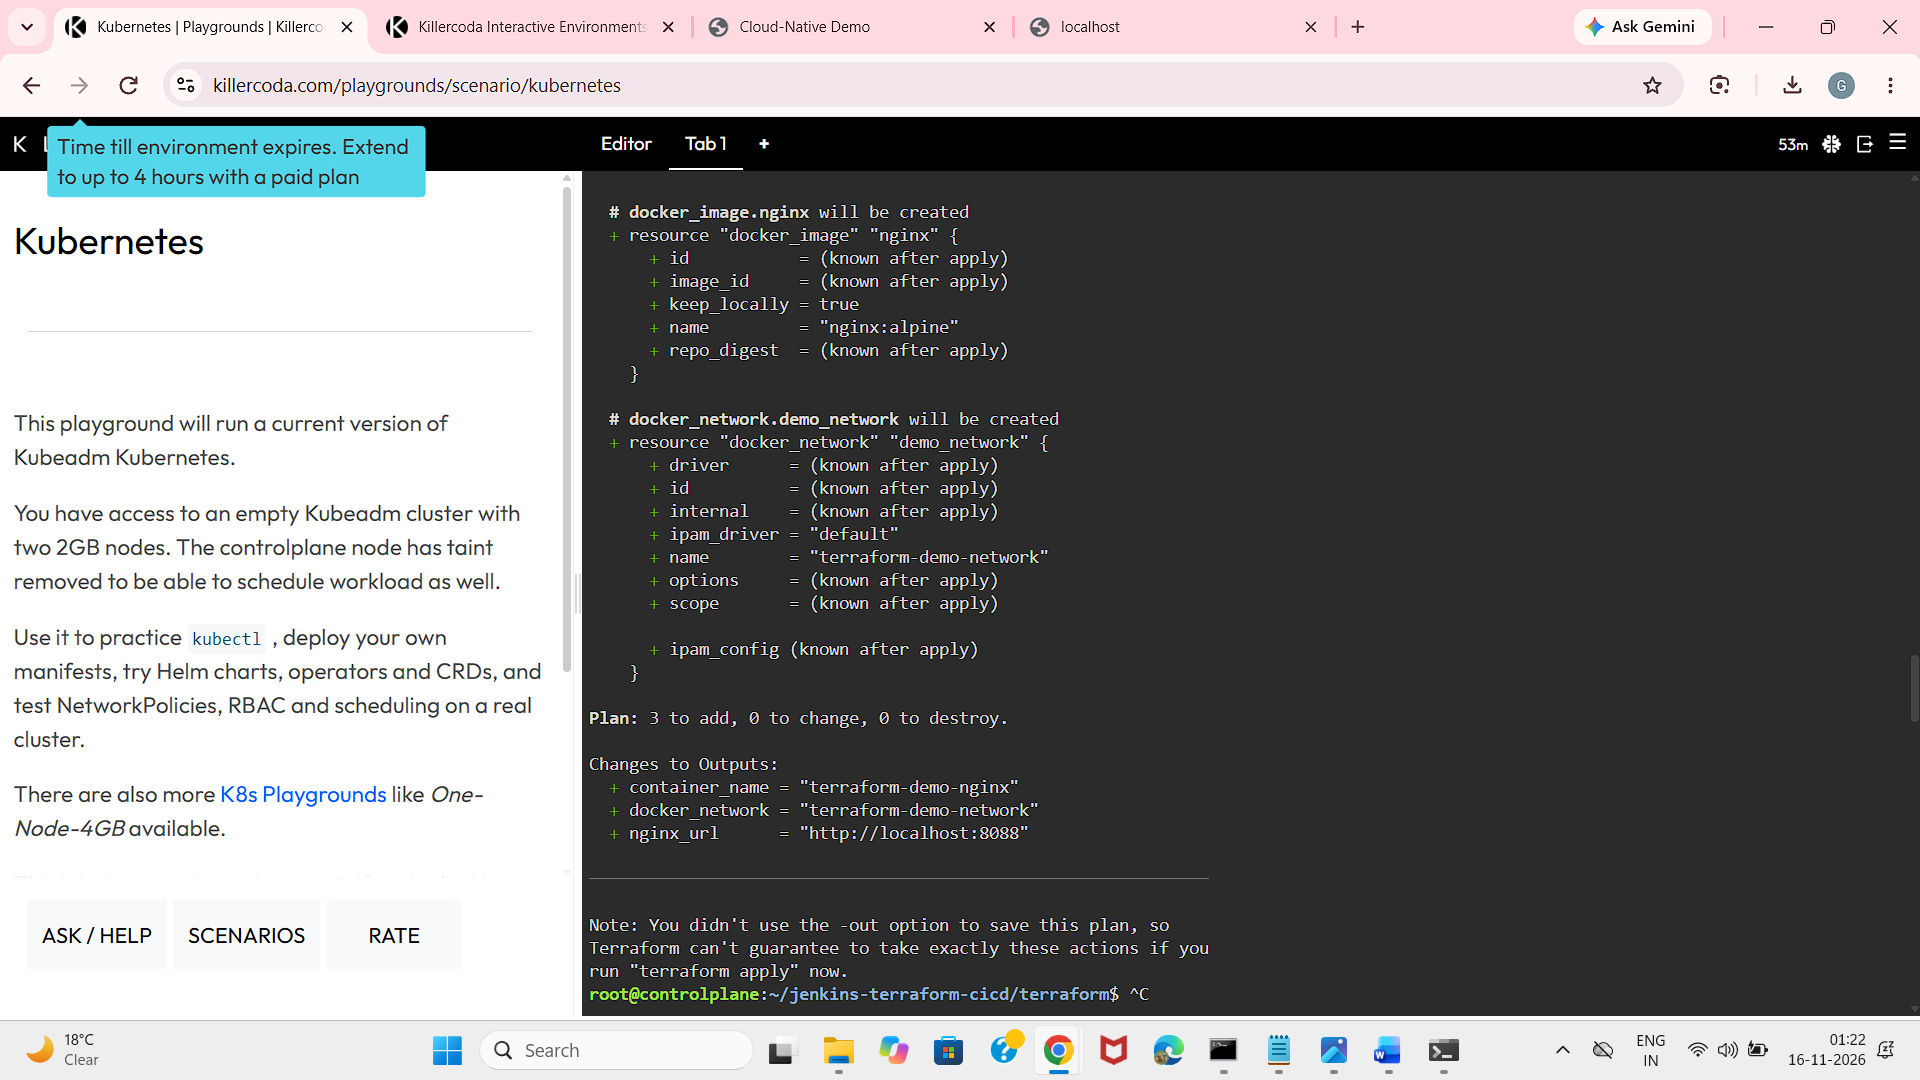 Kubernetes | Playgrounds | Killerco
Killercoda Interactive Environments
Cloud-Native Demo
localhost
Ask Gemini
killercoda.com/playgrounds/scenario/kubernetes
G
K
Time till environment expires. Extend
to up to 4 hours with a paid plan
Editor
Tab 1
+
53m
Kubernetes
This playground will run a current version of
Kubeadm Kubernetes.
You have access to an empty Kubeadm cluster with
two 2GB nodes. The controlplane node has taint
removed to be able to schedule workload as well.
Use it to practice kubectl , deploy your own
manifests, try Helm charts, operators and CRDs, and
test NetworkPolicies, RBAC and scheduling on a real
cluster.
There are also more K8s Playgrounds like One-
Node-4GB available.
ASK / HELP
SCENARIOS
RATE
# docker_image.nginx will be created
+ resource "docker_image" "nginx" {
+ id = (known after apply)
+ image_id = (known after apply)
+ keep_locally = true
+ name = "nginx:alpine"
+ repo_digest = (known after apply)
}
# docker_network.demo_network will be created
+ resource "docker_network" "demo_network" {
+ driver = (known after apply)
+ id = (known after apply)
+ internal = (known after apply)
+ ipam_driver = "default"
+ name = "terraform-demo-network"
+ options = (known after apply)
+ scope = (known after apply)
+ ipam_config (known after apply)
}
Plan: 3 to add, 0 to change, 0 to destroy.
Changes to Outputs:
+ container_name = "terraform-demo-nginx"
+ docker_network = "terraform-demo-network"
+ nginx_url = "http://localhost:8088"
Note: You didn't use the -out option to save this plan, so
Terraform can't guarantee to take exactly these actions if you
run "terraform apply" now.
root@controlplane:~/jenkins-terraform-cicd/terraform$ ^C
18°C
Clear
Search
ENG
IN
01:22
16-11-2026